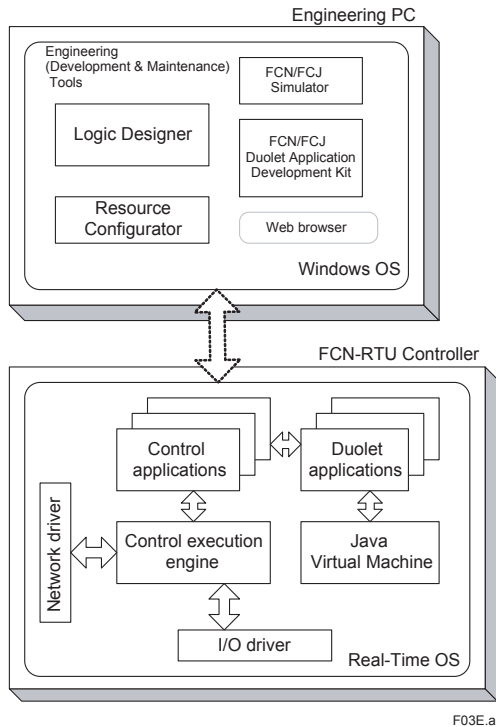 Engineering PC
Engineering
(Development & Maintenance)
Tools
FCN/FCJ
Simulator
Logic Designer
FCN/FCJ
Duolet Application
Development Kit
Resource
Configurator
Web browser
Windows OS
FCN-RTU Controller
Control
applications
Duolet
applications
Network driver
Control execution
engine
Java
Virtual Machine
I/O driver
Real-Time OS
F03E.a